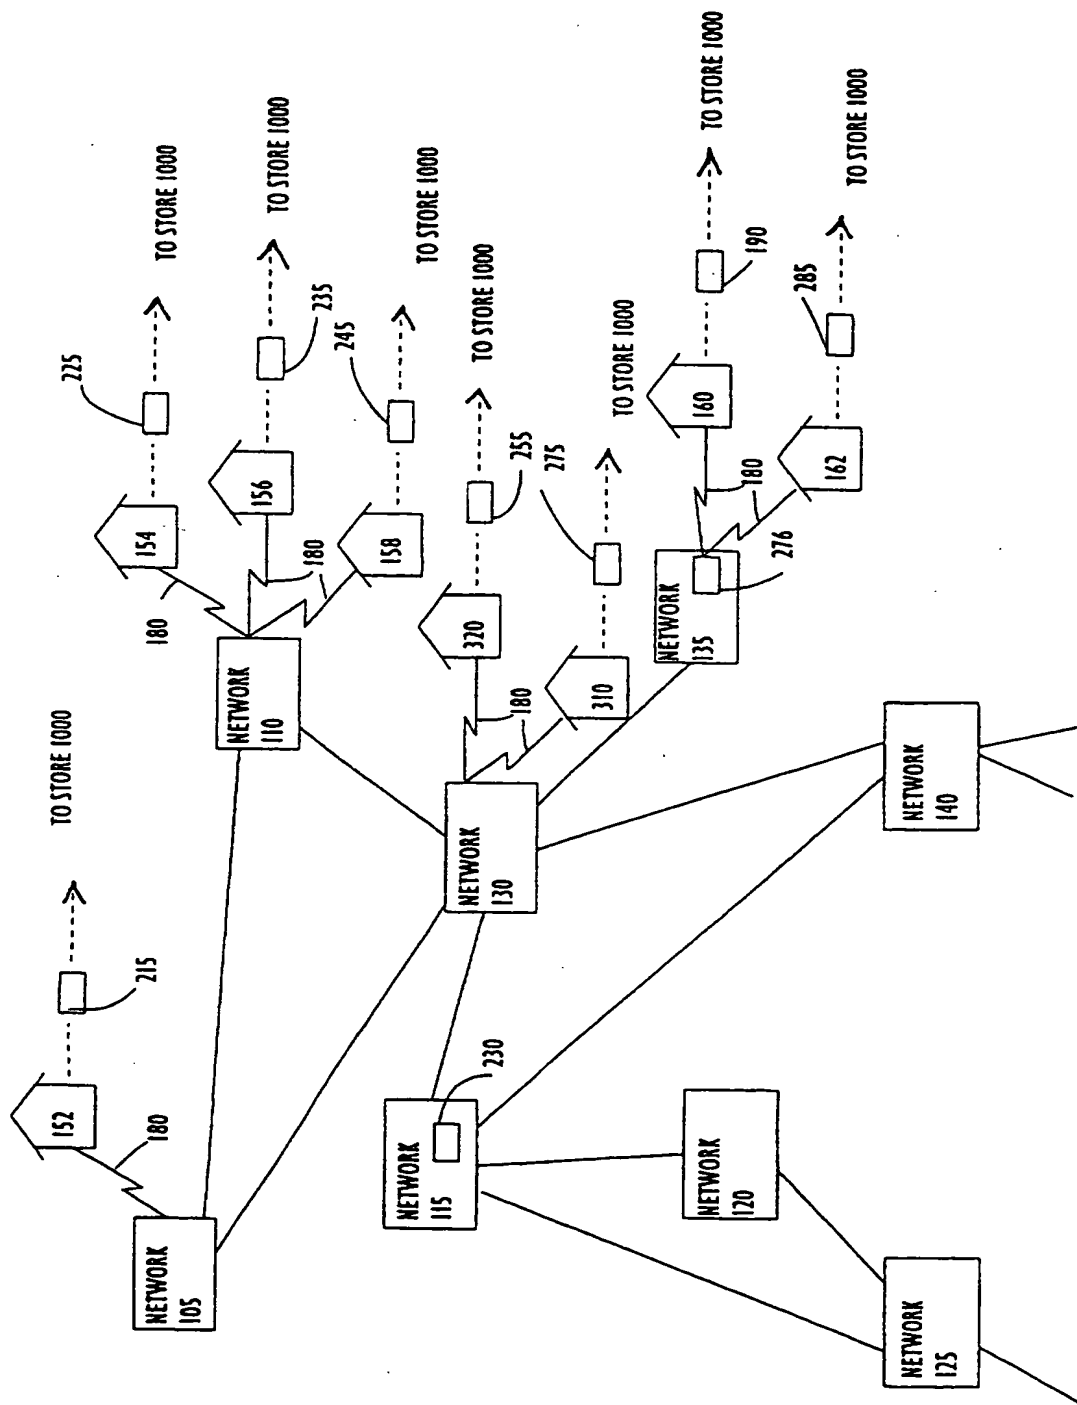 152
TO STORE 1000
180
215
NETWORK
105
225
154
TO STORE 1000
180
NETWORK
110
156
235
TO STORE 1000
180
158
245
TO STORE 1000
320
255
TO STORE 1000
180
NETWORK
130
310
275
TO STORE 1000
NETWORK
115
230
NETWORK
135
160
190
TO STORE 1000
180
276
162
285
TO STORE 1000
NETWORK
120
NETWORK
125
NETWORK
140